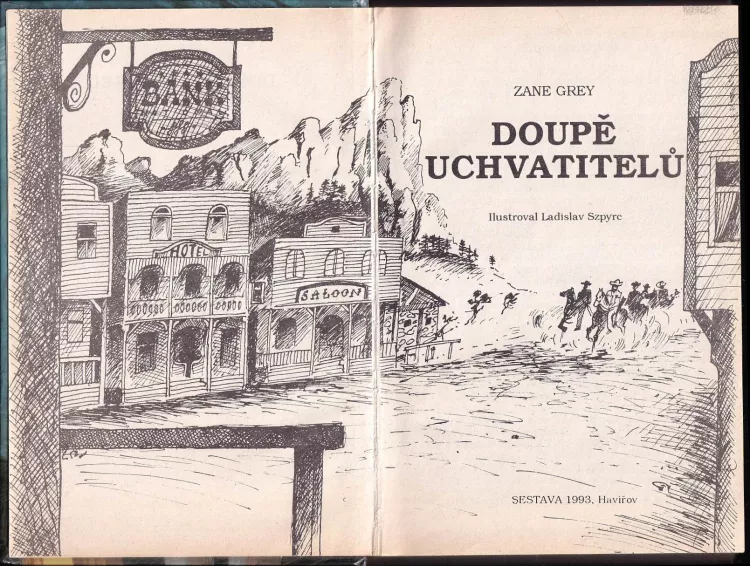 BANK
HOTEL
SALOON
ZANE GREY
DOUPĚ
UCHVATITELŮ
Ilustroval Ladislav Szpyrc
SESTAVA 1993, Havířov